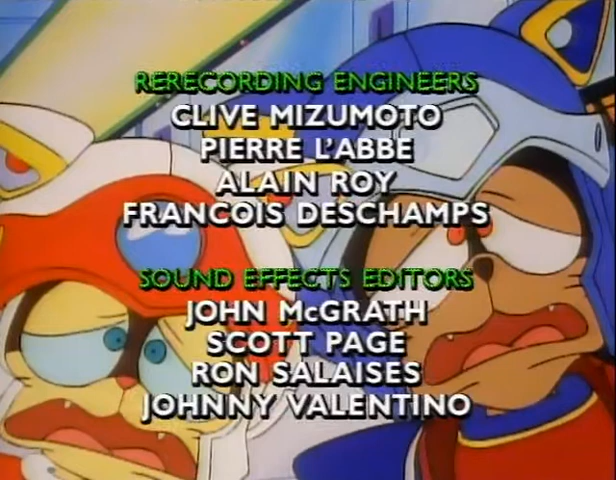 RERECORDING ENGINEERS
CLIVE MIZUMOTO
PIERRE L'ABBE
ALAIN ROY
FRANCOIS DESCHAMPS
SOUND EFFECTS EDITORS
JOHN McGRATH
SCOTT PAGE
RON SALAISES
JOHNNY VALENTINO